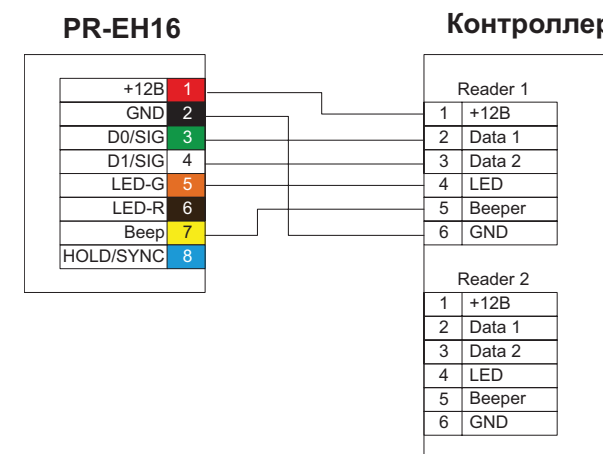 PR-EH16
Контроллер
+12В 1
GND 2
D0/SIG 3
D1/SIG 4
LED-G 5
LED-R 6
Beep 7
HOLD/SYNC 8
Reader 1
1 +12В
2 Data 1
3 Data 2
4 LED
5 Beeper
6 GND
Reader 2
1 +12В
2 Data 1
3 Data 2
4 LED
5 Beeper
6 GND